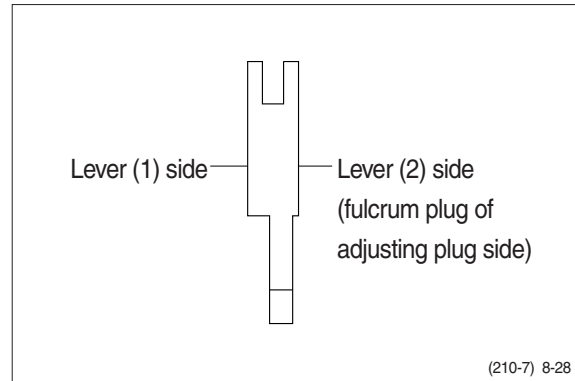 Lever (1) side
Lever (2) side
(fulcrum plug of
adjusting plug side)
(210-7) 8-28